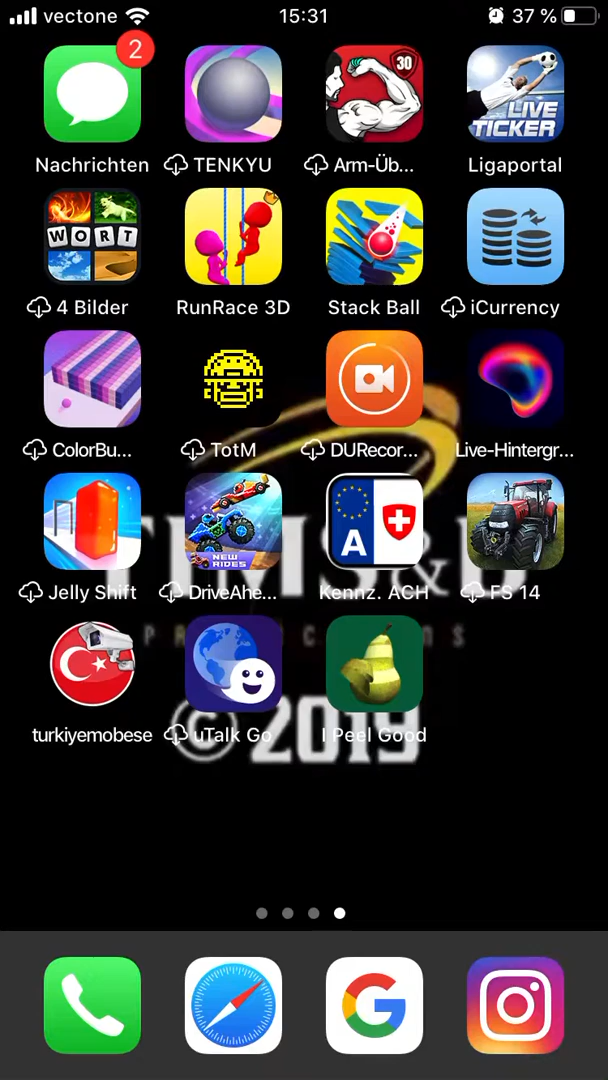 vectone 15:31 37 %
2
30
LIVE
TICKER
Nachrichten TENKYU Arm-Üb... Ligaportal
WORT
4 Bilder RunRace 3D Stack Ball iCurrency
ColorBu... TotM DURecor... Live-Hintergr...
NEW
RIDES
A
Jelly Shift DriveAhe... Kennz. ACH FS 14
turkiyemobese uTalk Go I Peel Good
© 2019
G